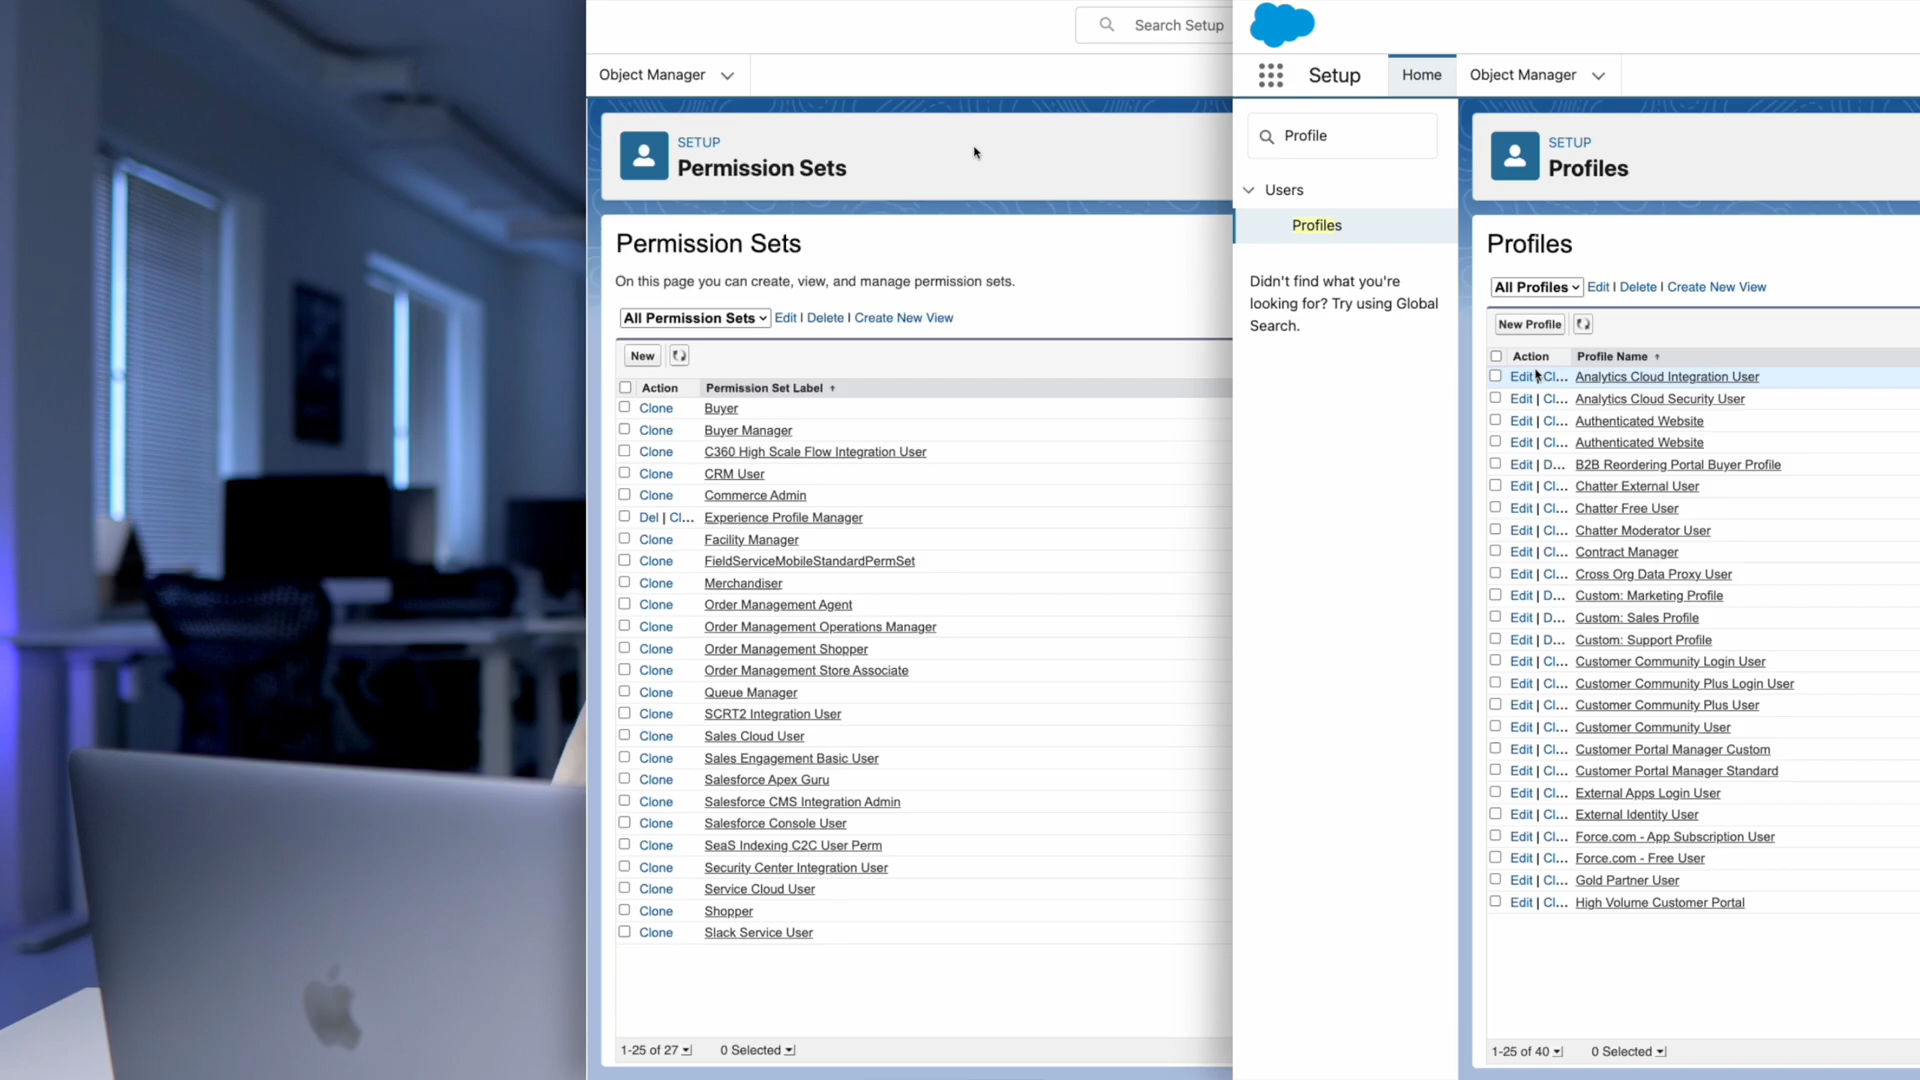 Search Setup
Object Manager
SETUP
Permission Sets
Permission Sets
On this page you can create, view, and manage permission sets.
All Permission Sets Edit | Delete | Create New View
New
Action Permission Set Label
Clone Buyer
Clone Buyer Manager
Clone C360 High Scale Flow Integration User
Clone CRM User
Clone Commerce Admin
Del | Cl... Experience Profile Manager
Clone Facility Manager
Clone FieldServiceMobileStandardPermSet
Clone Merchandiser
Clone Order Management Agent
Clone Order Management Operations Manager
Clone Order Management Shopper
Clone Order Management Store Associate
Clone Queue Manager
Clone SCRT2 Integration User
Clone Sales Cloud User
Clone Sales Engagement Basic User
Clone Salesforce Apex Guru
Clone Salesforce CMS Integration Admin
Clone Salesforce Console User
Clone SeaS Indexing C2C User Perm
Clone Security Center Integration User
Clone Service Cloud User
Clone Shopper
Clone Slack Service User
1-25 of 27 0 Selected
Setup Home Object Manager
Profile
Users
Profiles
Didn't find what you're
looking for? Try using Global
Search.
SETUP
Profiles
Profiles
All Profiles Edit | Delete | Create New View
New Profile
Action Profile Name
Edit | Cl... Analytics Cloud Integration User
Edit | Cl... Analytics Cloud Security User
Edit | Cl... Authenticated Website
Edit | Cl... Authenticated Website
Edit | D... B2B Reordering Portal Buyer Profile
Edit | Cl... Chatter External User
Edit | Cl... Chatter Free User
Edit | Cl... Chatter Moderator User
Edit | Cl... Contract Manager
Edit | Cl... Cross Org Data Proxy User
Edit | D... Custom: Marketing Profile
Edit | D... Custom: Sales Profile
Edit | D... Custom: Support Profile
Edit | Cl... Customer Community Login User
Edit | Cl... Customer Community Plus Login User
Edit | Cl... Customer Community Plus User
Edit | Cl... Customer Community User
Edit | Cl... Customer Portal Manager Custom
Edit | Cl... Customer Portal Manager Standard
Edit | Cl... External Apps Login User
Edit | Cl... External Identity User
Edit | Cl... Force.com - App Subscription User
Edit | Cl... Force.com - Free User
Edit | Cl... Gold Partner User
Edit | Cl... High Volume Customer Portal
1-25 of 40 0 Selected